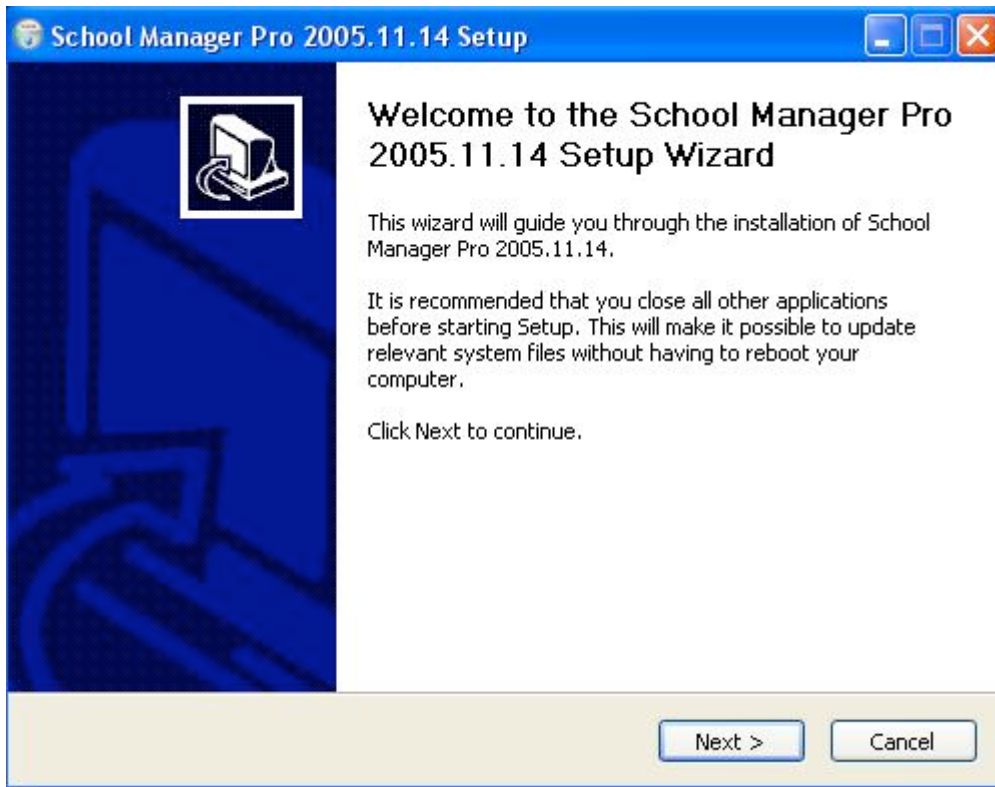 School Manager Pro 2005.11.14 Setup
Welcome to the School Manager Pro
2005.11.14 Setup Wizard
This wizard will guide you through the installation of School
Manager Pro 2005.11.14.
It is recommended that you close all other applications
before starting Setup. This will make it possible to update
relevant system files without having to reboot your
computer.
Click Next to continue.
Next >
Cancel